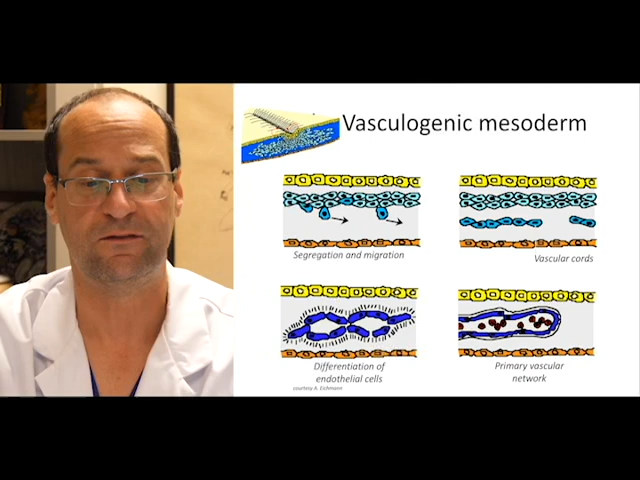 Vasculogenic mesoderm
Segregation and migration
Vascular cords
Differentiation of
endothelial cells
Primary vascular
network
courtesy A. Eichmann